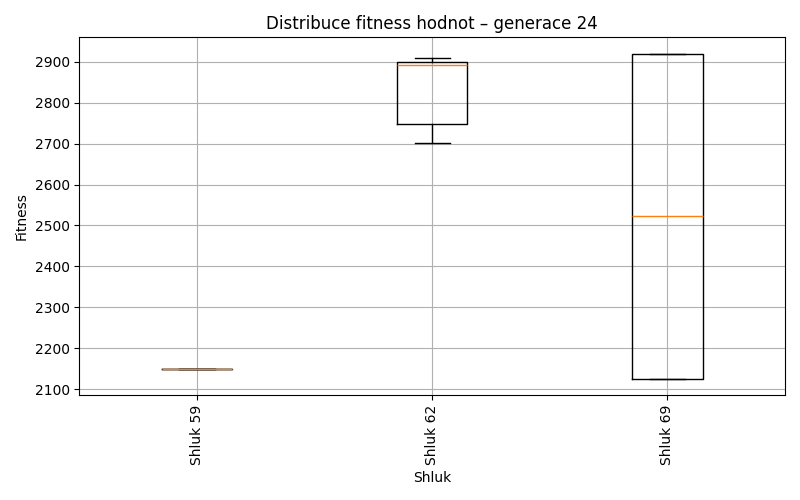 Distribuce fitness hodnot – generace 24
Fitness
2900
2800
2700
2600
2500
2400
2300
2200
2100
Shluk 59
Shluk 62
Shluk 69
Shluk